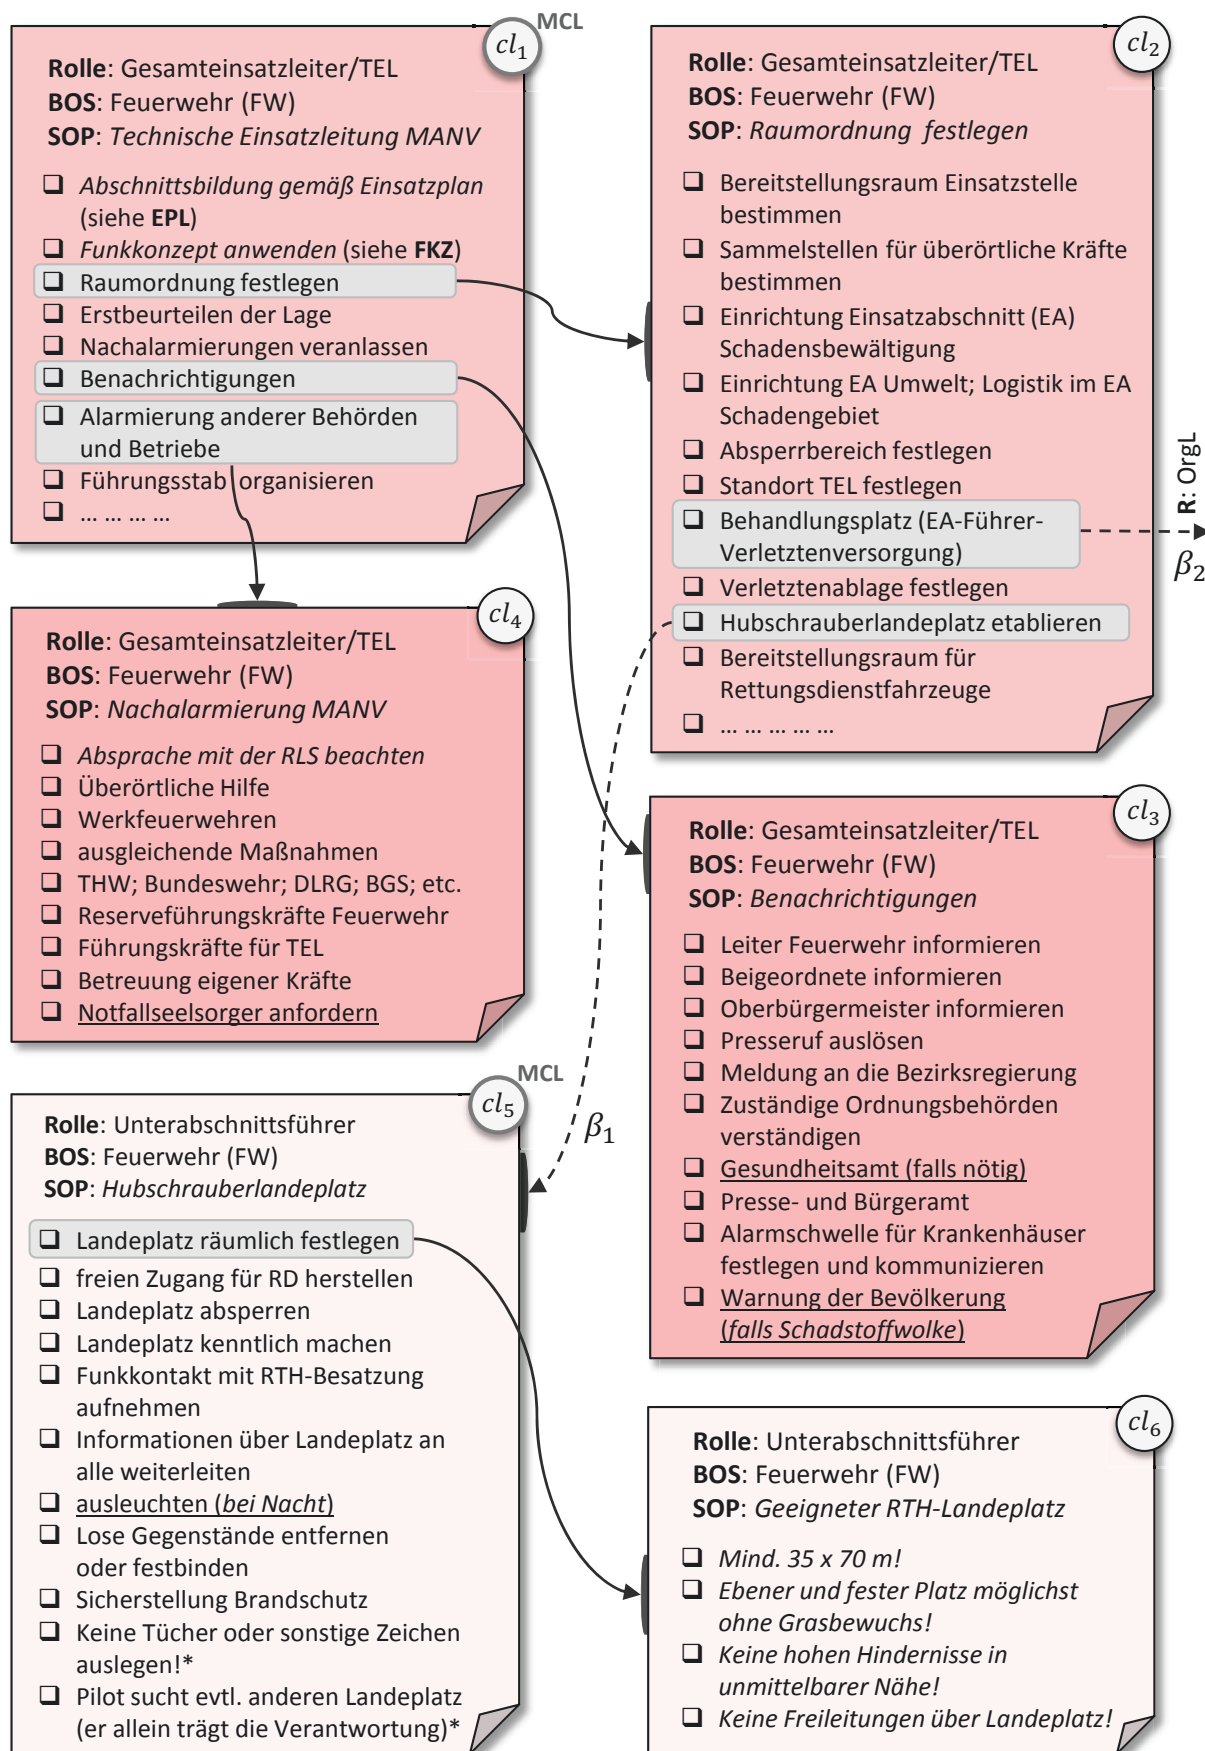 MCL
cl1
Rolle: Gesamteinsatzleiter/TEL
BOS: Feuerwehr (FW)
SOP: Technische Einsatzleitung MANV
❑ Abschnittsbildung gemäß Einsatzplan
(siehe EPL)
❑ Funkkonzept anwenden (siehe FKZ)
❑ Raumordnung festlegen
❑ Erstbeurteilen der Lage
❑ Nachalarmierungen veranlassen
❑ Benachrichtigungen
❑ Alarmierung anderer Behörden
und Betriebe
❑ Führungsstab organisieren
❑ ... ... ... ...
cl2
Rolle: Gesamteinsatzleiter/TEL
BOS: Feuerwehr (FW)
SOP: Raumordnung festlegen
❑ Bereitstellungsraum Einsatzstelle
bestimmen
❑ Sammelstellen für überörtliche Kräfte
bestimmen
❑ Einrichtung Einsatzabschnitt (EA)
Schadensbewältigung
❑ Einrichtung EA Umwelt; Logistik im EA
Schadengebiet
❑ Absperrbereich festlegen
❑ Standort TEL festlegen
❑ Behandlungsplatz (EA-Führer-
Verletztenversorgung)
❑ Verletztenablage festlegen
❑ Hubschrauberlandeplatz etablieren
❑ Bereitstellungsraum für
Rettungsdienstfahrzeuge
❑ ... ... ... ... ...
R: OrgL
β2
cl4
Rolle: Gesamteinsatzleiter/TEL
BOS: Feuerwehr (FW)
SOP: Nachalarmierung MANV
❑ Absprache mit der RLS beachten
❑ Überörtliche Hilfe
❑ Werkfeuerwehren
❑ ausgleichende Maßnahmen
❑ THW; Bundeswehr; DLRG; BGS; etc.
❑ Reserveführungskräfte Feuerwehr
❑ Führungskräfte für TEL
❑ Betreuung eigener Kräfte
❑ Notfallseelsorger anfordern
cl3
Rolle: Gesamteinsatzleiter/TEL
BOS: Feuerwehr (FW)
SOP: Benachrichtigungen
❑ Leiter Feuerwehr informieren
❑ Beigeordnete informieren
❑ Oberbürgermeister informieren
❑ Presseruf auslösen
❑ Meldung an die Bezirksregierung
❑ Zuständige Ordnungsbehörden
verständigen
❑ Gesundheitsamt (falls nötig)
❑ Presse- und Bürgeramt
❑ Alarmschwelle für Krankenhäuser
festlegen und kommunizieren
❑ Warnung der Bevölkerung
(falls Schadstoffwolke)
β1
MCL
cl5
Rolle: Unterabschnittsführer
BOS: Feuerwehr (FW)
SOP: Hubschrauberlandeplatz
❑ Landeplatz räumlich festlegen
❑ freien Zugang für RD herstellen
❑ Landeplatz absperren
❑ Landeplatz kenntlich machen
❑ Funkkontakt mit RTH-Besatzung
aufnehmen
❑ Informationen über Landeplatz an
alle weiterleiten
❑ ausleuchten (bei Nacht)
❑ Lose Gegenstände entfernen
oder festbinden
❑ Sicherstellung Brandschutz
❑ Keine Tücher oder sonstige Zeichen
auslegen!*
❑ Pilot sucht evtl. anderen Landeplatz
(er allein trägt die Verantwortung)*
cl6
Rolle: Unterabschnittsführer
BOS: Feuerwehr (FW)
SOP: Geeigneter RTH-Landeplatz
❑ Mind. 35 x 70 m!
❑ Ebener und fester Platz möglichst
ohne Grasbewuchs!
❑ Keine hohen Hindernisse in
unmittelbarer Nähe!
❑ Keine Freileitungen über Landeplatz!